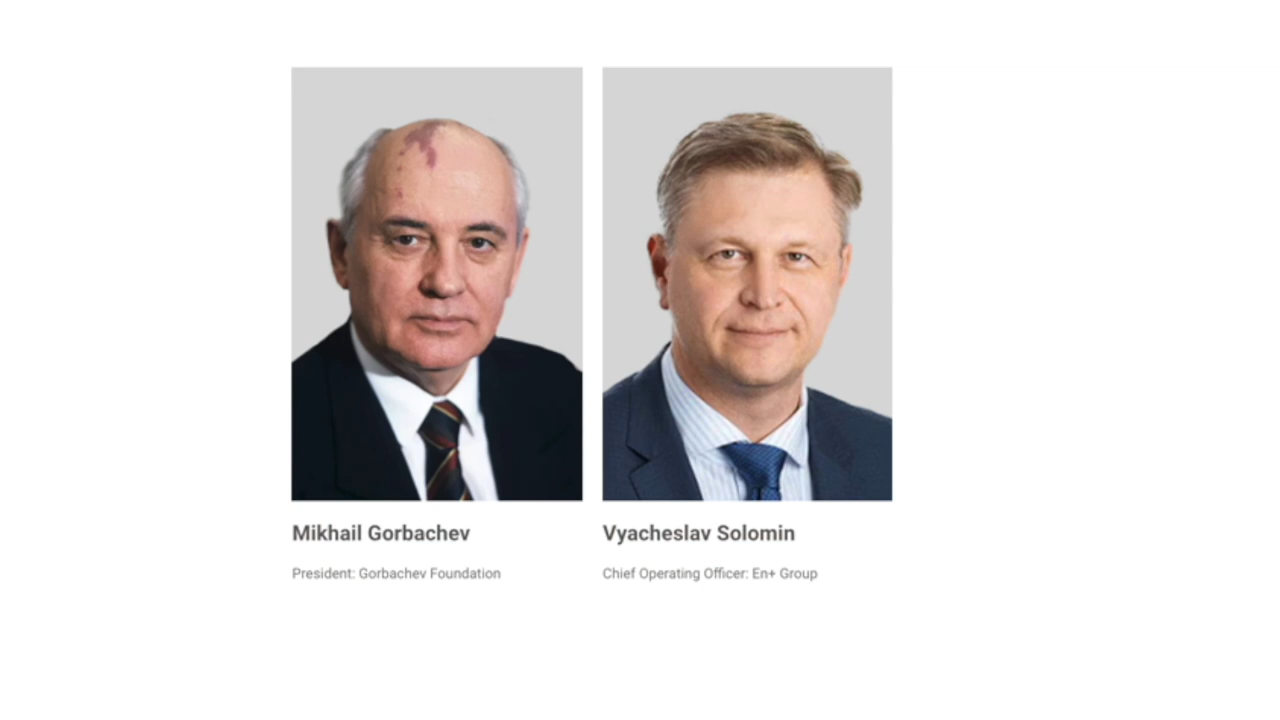 Mikhail Gorbachev
President: Gorbachev Foundation
Vyacheslav Solomin
Chief Operating Officer: En+ Group